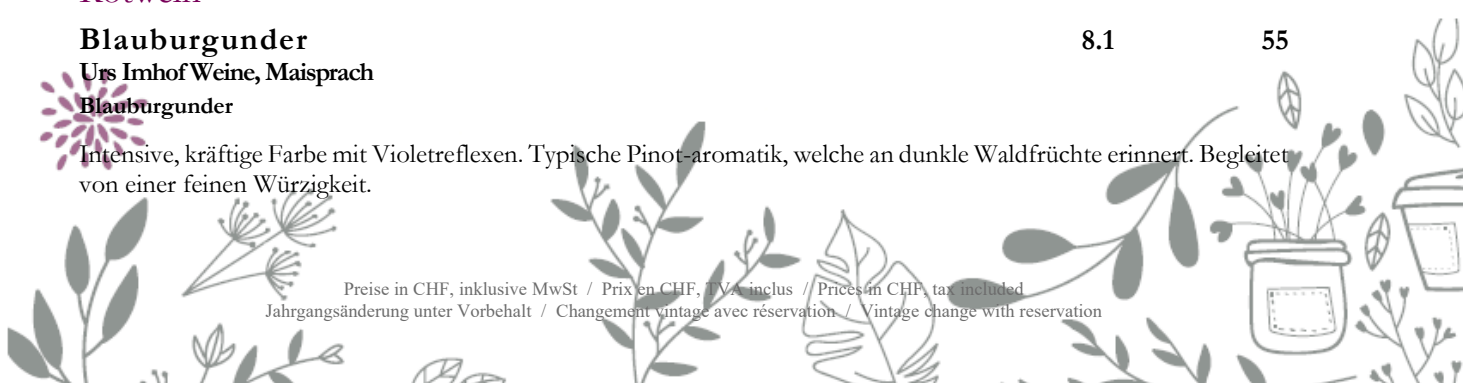 Rotwein
Blauburgunder 8.1 55
Urs Imhof Weine, Maisprach
Blauburgunder
Intensive, kräftige Farbe mit Violetreflexen. Typische Pinot-aromatik, welche an dunkle Waldfrüchte erinnert. Begleitet
von einer feinen Würzigkeit.
Preise in CHF, inklusive MwSt / Prix en CHF, TVA inclus / Prices in CHF, tax included
Jahrgangsänderung unter Vorbehalt / Changement vintage avec réservation / Vintage change with reservation